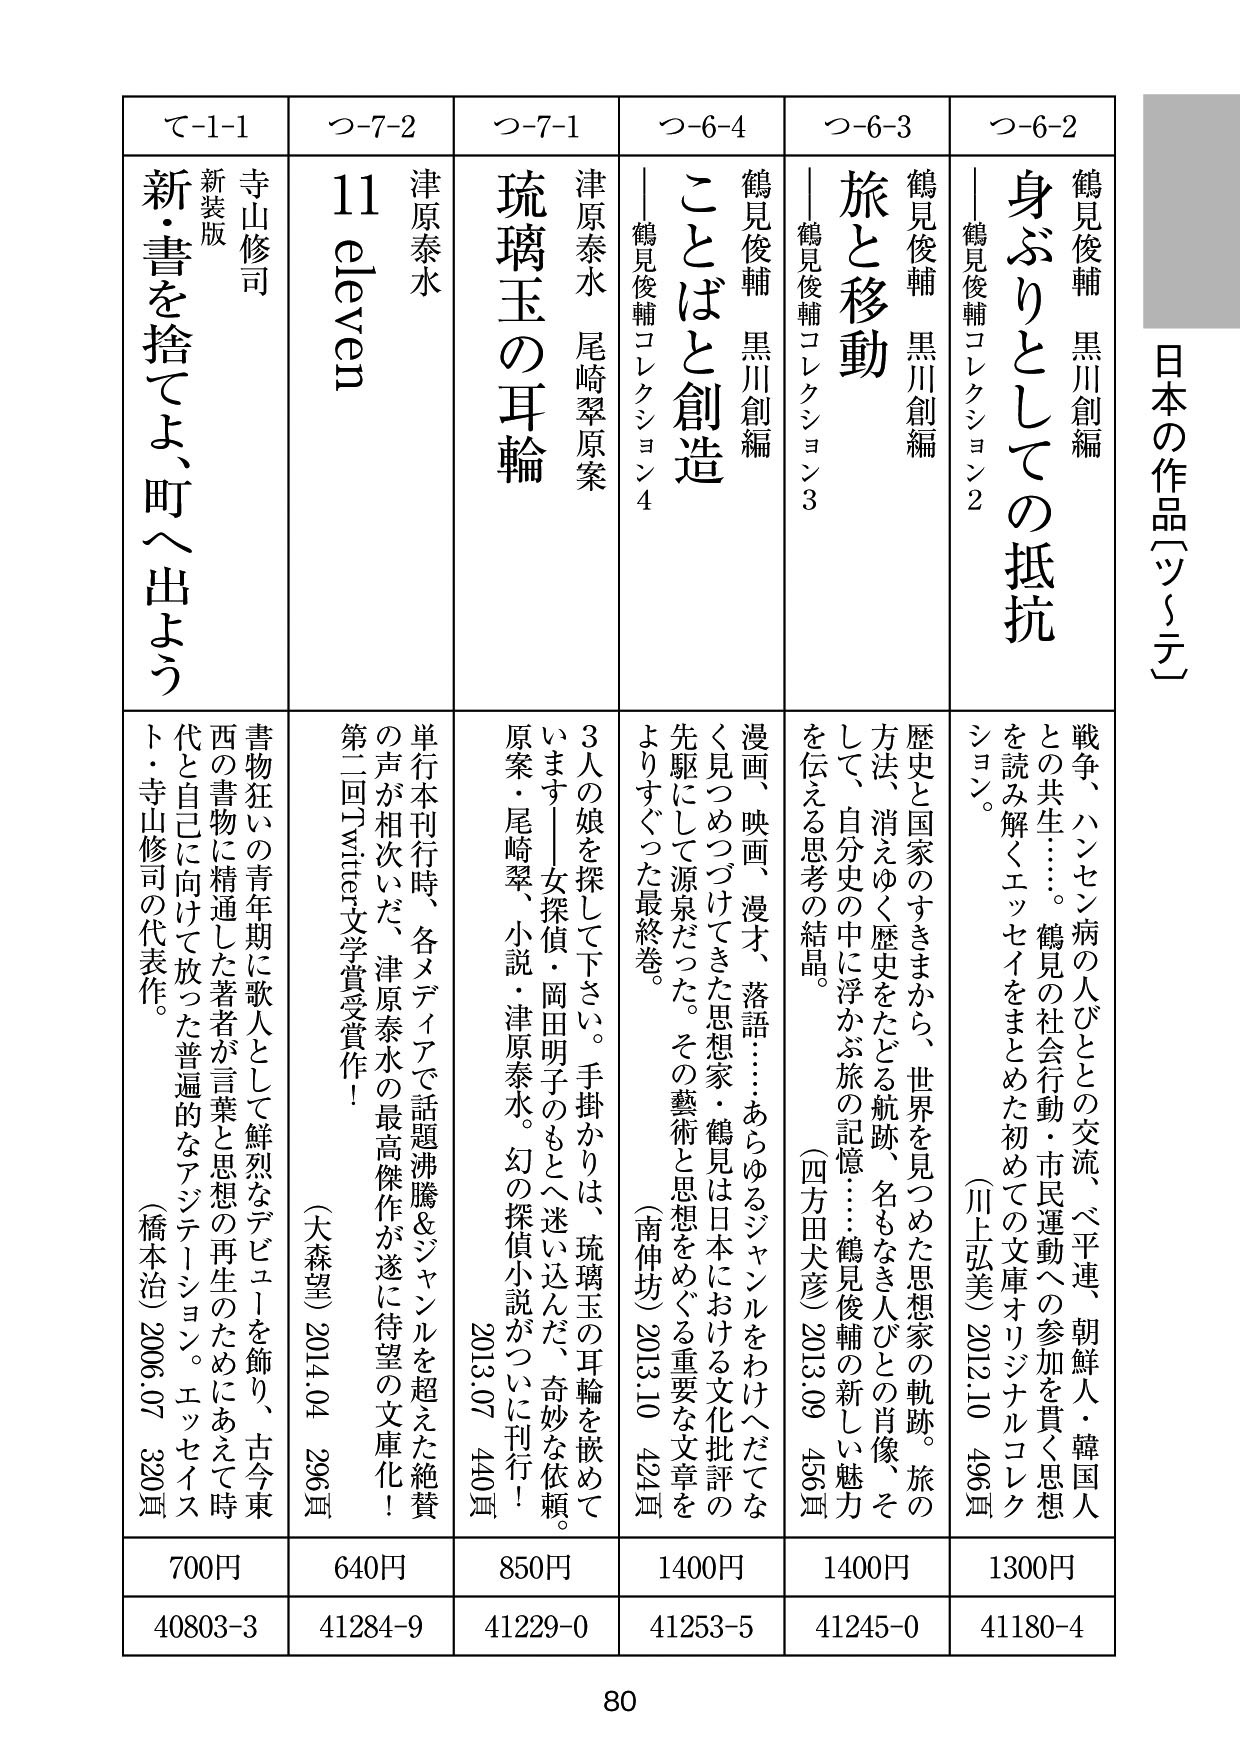 日本の作品〔ツ～テ〕
つ-6-2
鶴見俊輔　黒川創編
身ぶりとしての抵抗
――鶴見俊輔コレクション2
戦争、ハンセン病の人びととの交流、ベ平連、朝鮮人・韓国人
との共生……。鶴見の社会行動・市民運動への参加を貫く思想
を読み解くエッセイをまとめた初めての文庫オリジナルコレク
ション。
（川上弘美）2012.10　496頁
1300円
41180-4
つ-6-3
鶴見俊輔　黒川創編
旅と移動
――鶴見俊輔コレクション3
歴史と国家のすきまから、世界を見つめた思想家の軌跡。旅の
方法、消えゆく歴史をたどる航跡、名もなき人びとの肖像、そ
して、自分史の中に浮かぶ旅の記憶……鶴見俊輔の新しい魅力
を伝える思考の結晶。
（四方田犬彦）2013.09　456頁
1400円
41245-0
つ-6-4
鶴見俊輔　黒川創編
ことばと創造
――鶴見俊輔コレクション4
漫画、映画、漫才、落語……あらゆるジャンルをわけへだてな
く見つめつづけてきた思想家・鶴見は日本における文化批評の
先駆にして源泉だった。その藝術と思想をめぐる重要な文章を
よりすぐった最終巻。
（南伸坊）2013.10　424頁
1400円
41253-5
つ-7-1
津原泰水　尾崎翠原案
琉璃玉の耳輪
3人の娘を探して下さい。手掛かりは、琉璃玉の耳輪を嵌めて
います――女探偵・岡田明子のもとへ迷い込んだ、奇妙な依頼。
原案・尾崎翠、小説・津原泰水。幻の探偵小説がついに刊行！
2013.07　440頁
850円
41229-0
つ-7-2
津原泰水
11 eleven
単行本刊行時、各メディアで話題沸騰&ジャンルを超えた絶賛
の声が相次いだ、津原泰水の最高傑作が遂に待望の文庫化！
第二回Twitter文学賞受賞作！
（大森望）2014.04　296頁
640円
41284-9
て-1-1
寺山修司
新装版
新・書を捨てよ、町へ出よう
書物狂いの青年期に歌人として鮮烈なデビューを飾り、古今東
西の書物に精通した著者が言葉と思想の再生のためにあえて時
代と自己に向けて放った普遍的なアジテーション。エッセイス
ト・寺山修司の代表作。
（橋本治）2006.07　320頁
700円
40803-3
80